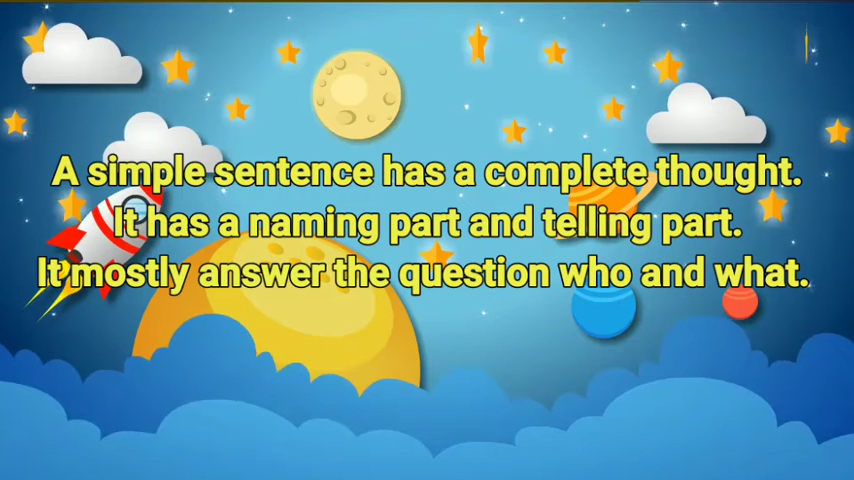 A simple sentence has a complete thought.
It has a naming part and telling part.
It mostly answer the question who and what.